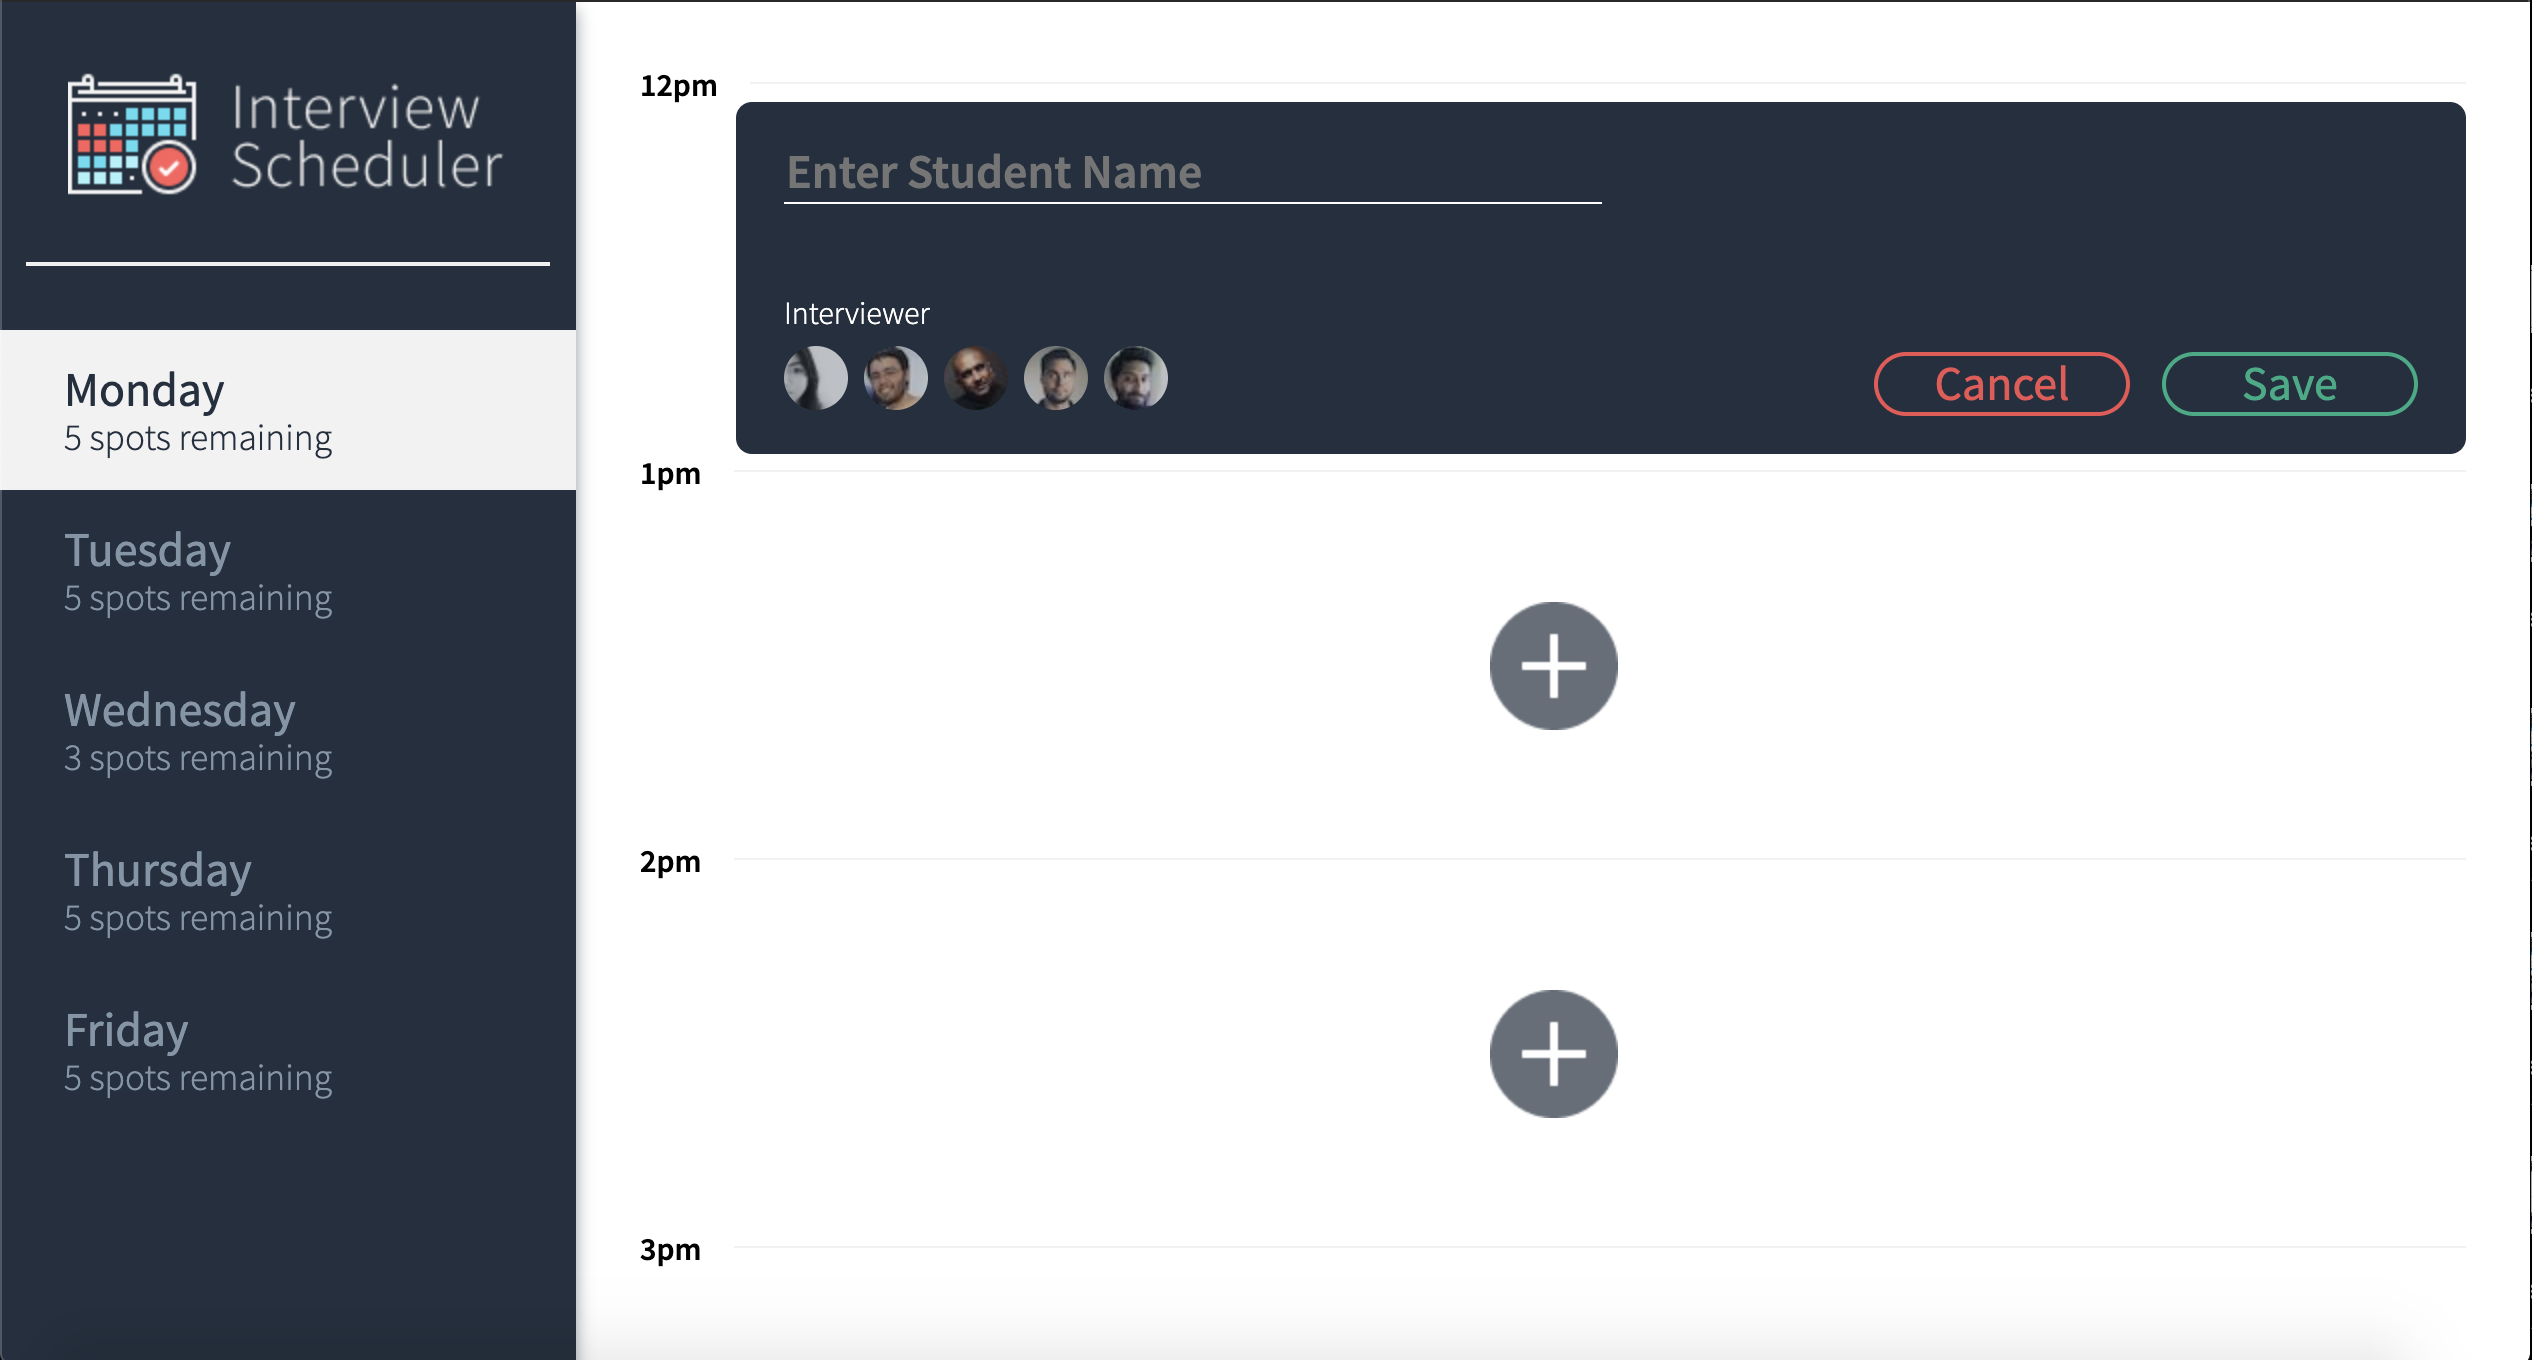 Interview
Scheduler
Monday
5 spots remaining
Tuesday
5 spots remaining
Wednesday
3 spots remaining
Thursday
5 spots remaining
Friday
5 spots remaining
12pm
Enter Student Name
Interviewer
Cancel
Save
1pm
2pm
3pm